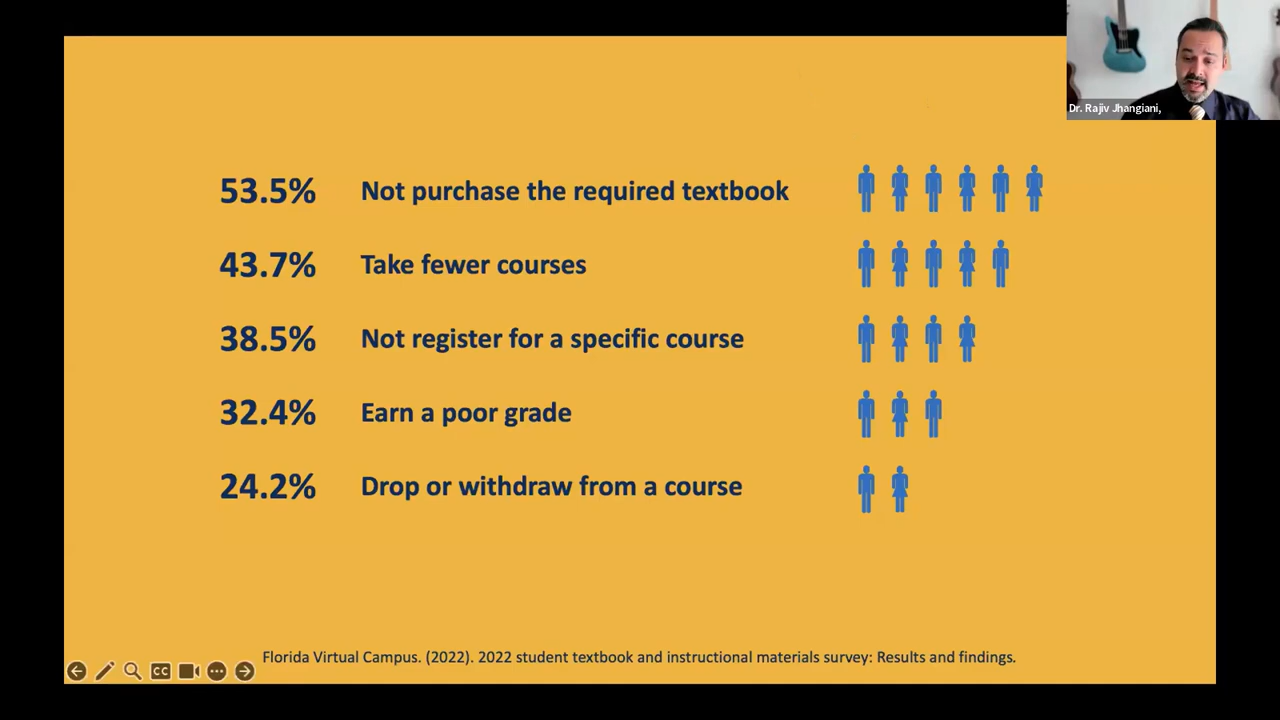 Dr. Rajiv Jhangiani,
53.5% Not purchase the required textbook
43.7% Take fewer courses
38.5% Not register for a specific course
32.4% Earn a poor grade
24.2% Drop or withdraw from a course
Florida Virtual Campus. (2022). 2022 student textbook and instructional materials survey: Results and findings.
CC